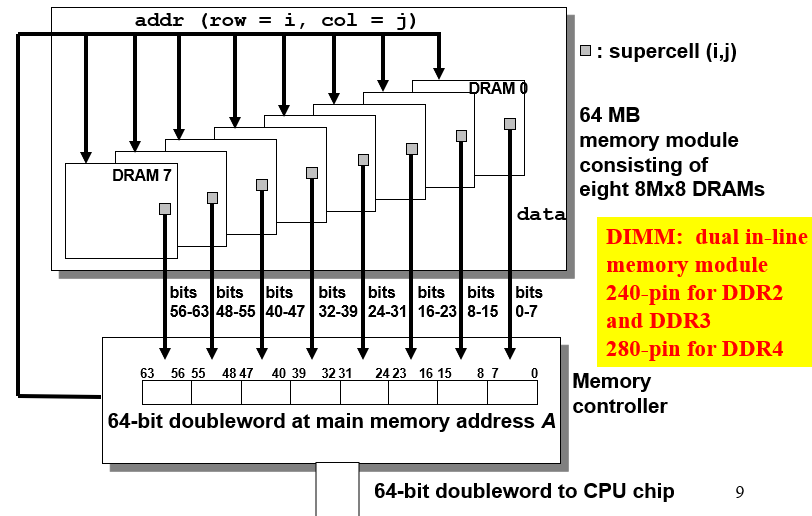 addr (row = i, col = j)
: supercell (i,j)
DRAM 0
64 MB
memory module
consisting of
eight 8Mx8 DRAMs
DRAM 7
data
DIMM: dual in-line
memory module
240-pin for DDR2
and DDR3
280-pin for DDR4
bits
56-63
bits
48-55
bits
40-47
bits
32-39
bits
24-31
bits
16-23
bits
8-15
bits
0-7
63 56 55 48 47 40 39 32 31 24 23 16 15 8 7 0
Memory
controller
64-bit doubleword at main memory address A
64-bit doubleword to CPU chip
9